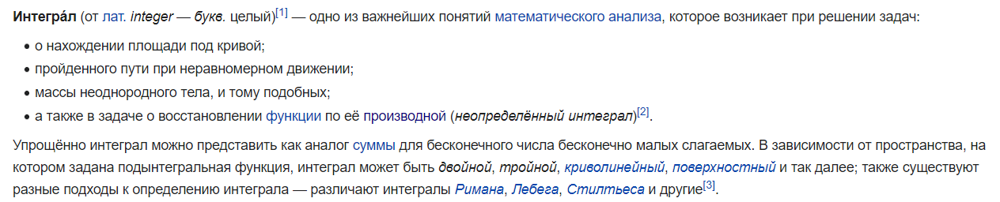 Интегра́л (от лат. integer — букв. целый)[1] — одно из важнейших понятий математического анализа, которое возникает при решении задач:
• о нахождении площади под кривой;
• пройденного пути при неравномерном движении;
• массы неоднородного тела, и тому подобных;
• а также в задаче о восстановлении функции по её производной (неопределённый интеграл)[2].
Упрощённо интеграл можно представить как аналог суммы для бесконечного числа бесконечно малых слагаемых. В зависимости от пространства, на
котором задана подынтегральная функция, интеграл может быть двойной, тройной, криволинейный, поверхностный и так далее; также существуют
разные подходы к определению интеграла — различают интегралы Римана, Лебега, Стилтьеса и другие[3].